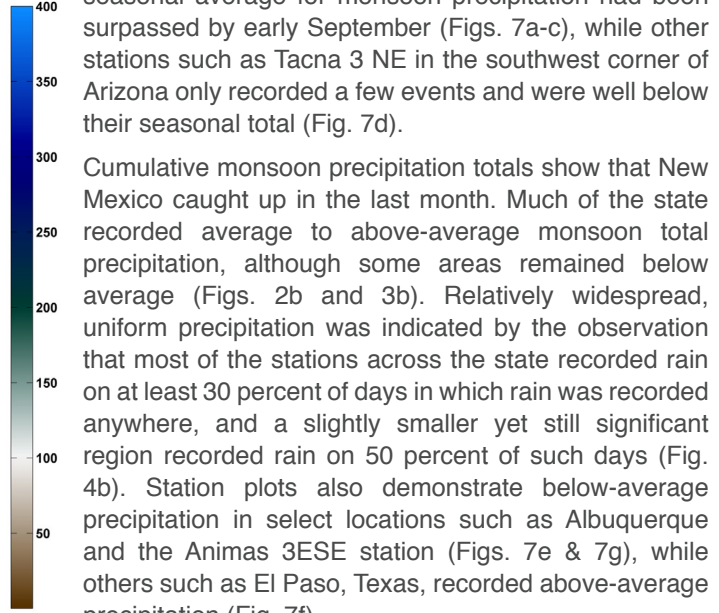 400
350
300
250
200
150
100
50
seasonal average for monsoon precipitation had been
surpassed by early September (Figs. 7a-c), while other
stations such as Tacna 3 NE in the southwest corner of
Arizona only recorded a few events and were well below
their seasonal total (Fig. 7d).
Cumulative monsoon precipitation totals show that New
Mexico caught up in the last month. Much of the state
recorded average to above-average monsoon total
precipitation, although some areas remained below
average (Figs. 2b and 3b). Relatively widespread,
uniform precipitation was indicated by the observation
that most of the stations across the state recorded rain
on at least 30 percent of days in which rain was recorded
anywhere, and a slightly smaller yet still significant
region recorded rain on 50 percent of such days (Fig.
4b). Station plots also demonstrate below-average
precipitation in select locations such as Albuquerque
and the Animas 3ESE station (Figs. 7e & 7g), while
others such as El Paso, Texas, recorded above-average
precipitation (Fig. 7f).